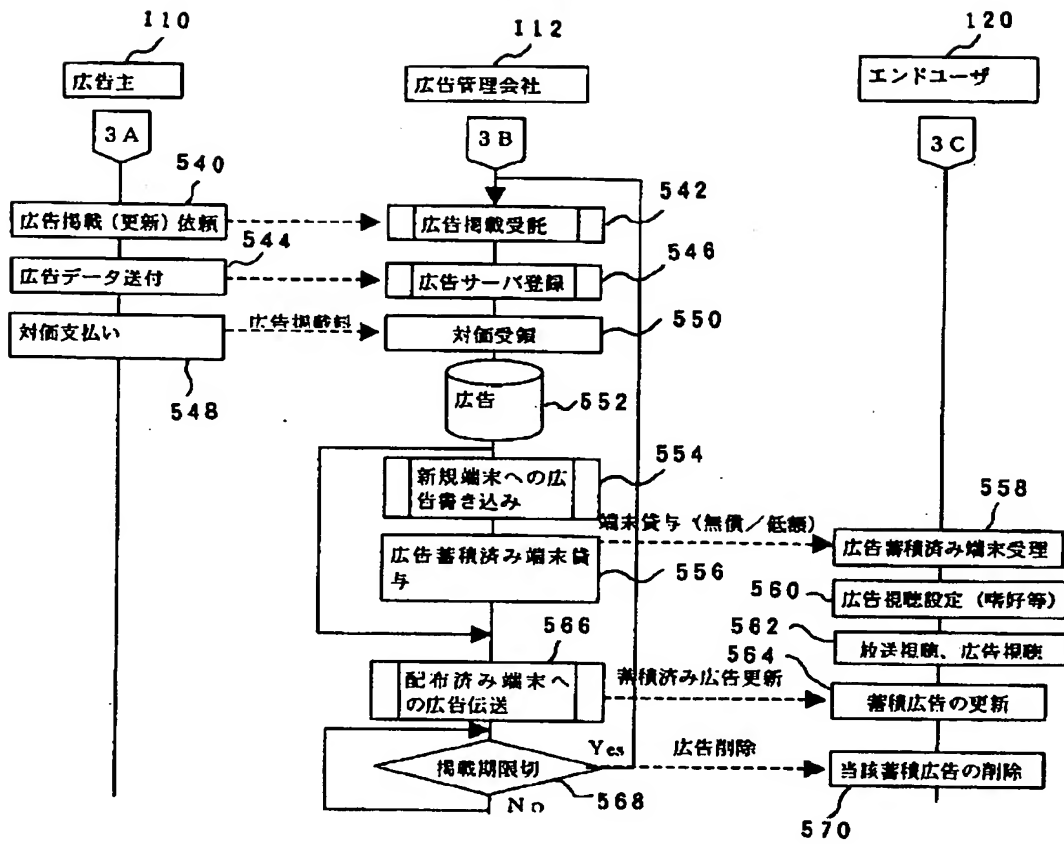 110
112
120
広告主
広告管理会社
エンドユーザ
3A
3B
3C
540
542
広告掲載(更新)依頼
広告掲載受託
544
546
広告データ送付
広告サーバ登録
550
対価支払い
広告掲載料
対価受領
548
広告
552
554
新規端末への広
告書き込み
558
端末貸与(無償/低額)
広告蓄積済み端末受理
広告蓄積済み端末貸
与
556
560
広告視聴設定(嗜好等)
562
566
放送視聴、広告視聴
564
配布済み端末へ
の広告伝送
蓄積済み広告更新
蓄積広告の更新
Yes
広告削除
掲載期限切
当該蓄積広告の削除
568
No
570